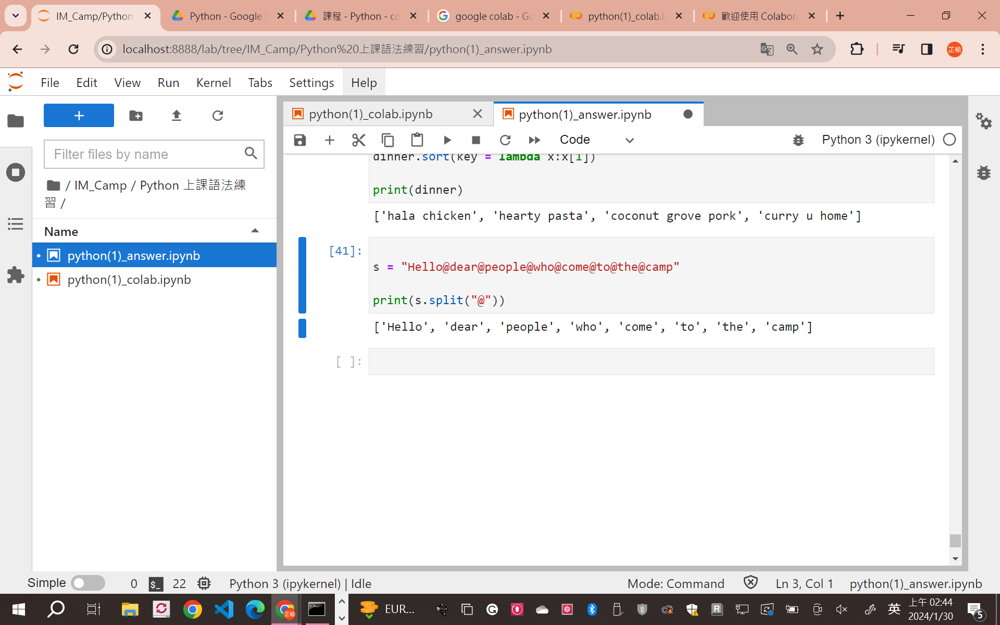 IM_Camp/Python
Python - Google
課程 - Python - co
google colab - Go
python(1)_colab.i
歡迎使用 Colabora
localhost:8888/lab/tree/IM_Camp/Python%20上課語法練習/python(1)_answer.ipynb
芷榆
File Edit View Run Kernel Tabs Settings Help
Filter files by name
/ IM_Camp / Python 上課語法練
習 /
Name
python(1)_answer.ipynb
python(1)_colab.ipynb
python(1)_colab.ipynb
python(1)_answer.ipynb
Code
Python 3 (ipykernel)
dinner.sort(key = lambda x:x[1])
print(dinner)
['hala chicken', 'hearty pasta', 'coconut grove pork', 'curry u home']
[41]:
s = "Hello@dear@people@who@come@to@the@camp"
print(s.split("@"))
['Hello', 'dear', 'people', 'who', 'come', 'to', 'the', 'camp']
[ ]:
Simple 0 $_ 22 Python 3 (ipykernel) | Idle
Mode: Command Ln 3, Col 1 python(1)_answer.ipynb
EUR...
英
上午 02:44
2024/1/30
5